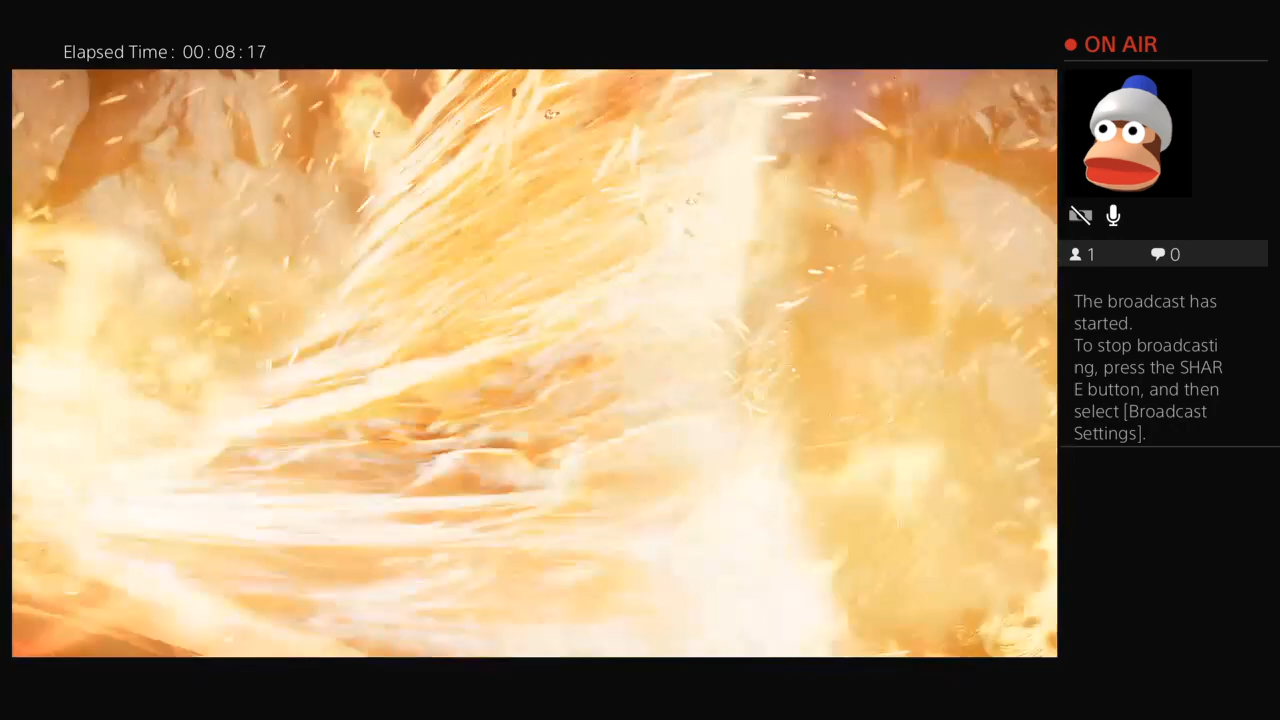 Elapsed Time: 00:08:17
ON AIR
1
0
The broadcast has
started.
To stop broadcasti
ng, press the SHAR
E button, and then
select [Broadcast
Settings].